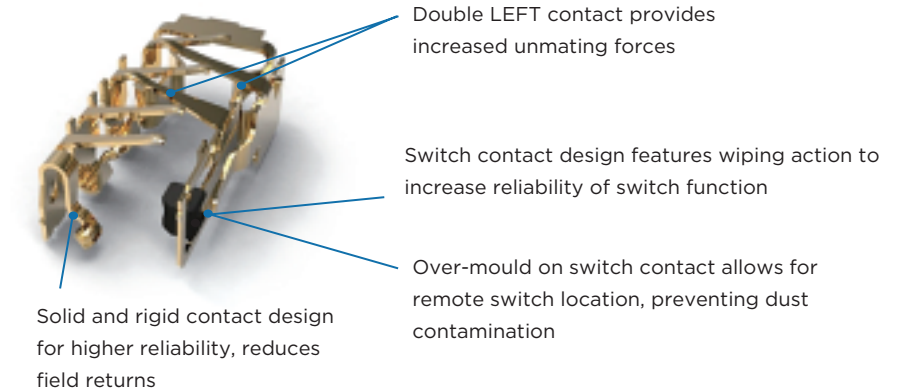 Double LEFT contact provides
increased unmating forces
Switch contact design features wiping action to
increase reliability of switch function
Over-mould on switch contact allows for
remote switch location, preventing dust
contamination
Solid and rigid contact design
for higher reliability, reduces
field returns